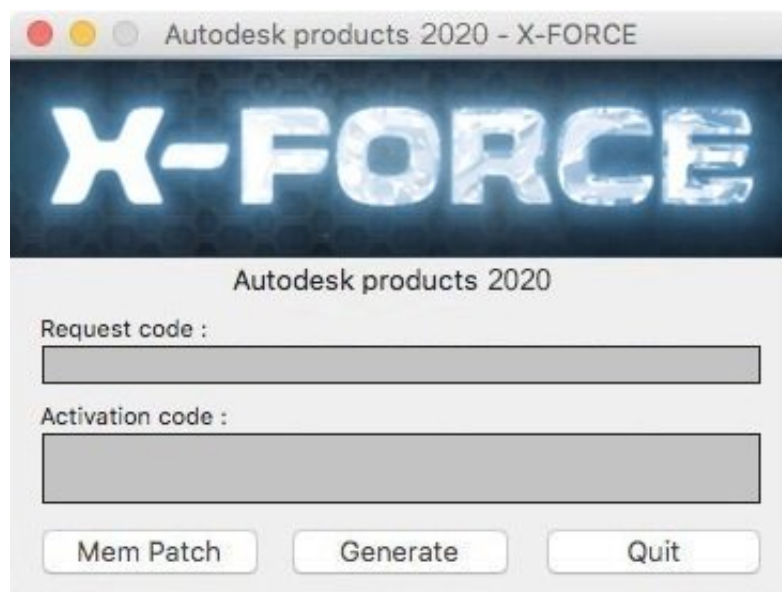 Autodesk products 2020 - X-FORCE
X-FORCE
Autodesk products 2020
Request code :
Activation code :
Mem Patch Generate Quit